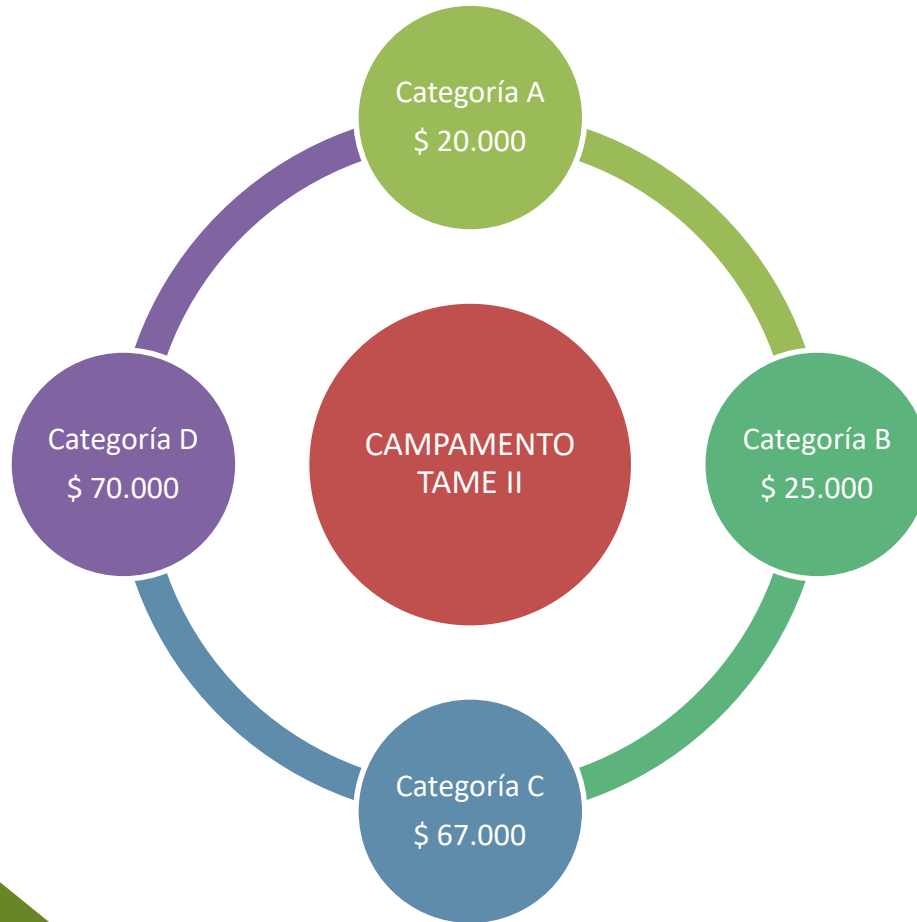 Categoría A
$ 20.000
Categoría D
$ 70.000
CAMPAMENTO
TAME II
Categoría B
$ 25.000
Categoría C
$ 67.000